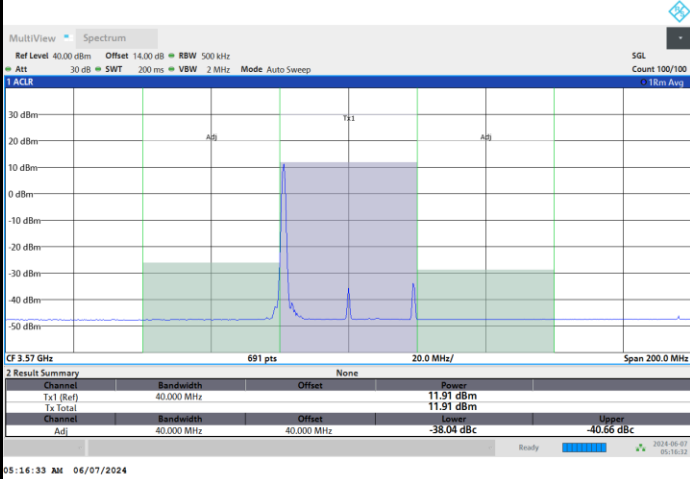 MultiView Spectrum
Ref Level 40.00 dBm Offset 14.00 dB RBW 500 kHz SGL
Att 30 dB SWT 200 ms VBW 2 MHz Mode Auto Sweep Count 100/100
1 ACLR 1Rm Avg
30 dBm
Tx1
20 dBm
Adj Adj
10 dBm
0 dBm
-10 dBm
-20 dBm
-30 dBm
-40 dBm
-50 dBm
CF 3.57 GHz 691 pts 20.0 MHz/ Span 200.0 MHz
2 Result Summary None
Channel Bandwidth Offset Power
Tx1 (Ref) 40.000 MHz 11.91 dBm
Tx Total 11.91 dBm
Channel Bandwidth Offset Lower Upper
Adj 40.000 MHz 40.000 MHz -38.04 dBc -40.66 dBc
Ready 2024-06-07
05:16:32
05:16:33 AM 06/07/2024